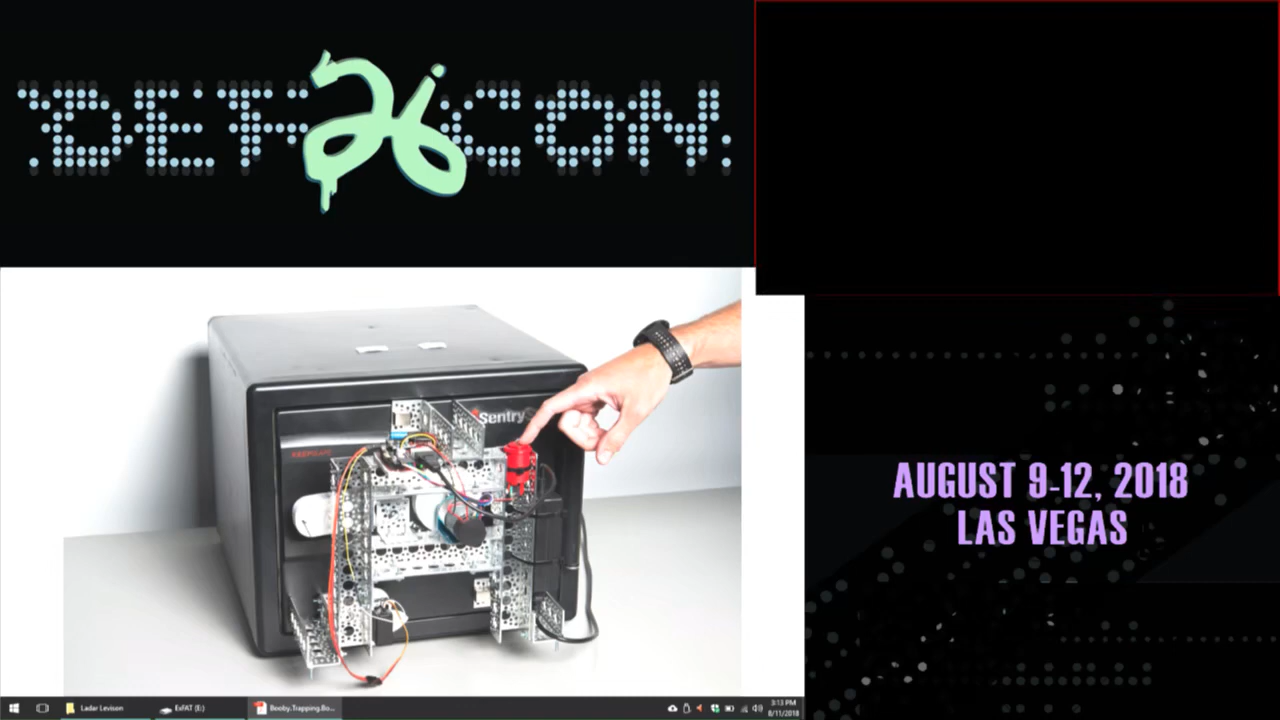 DEF CON 26
Sentry
AUGUST 9-12, 2018
LAS VEGAS
Ladar Levison
ExFAT (E:)
Booby.Trapping.Bo...
3:13 PM
8/11/2018